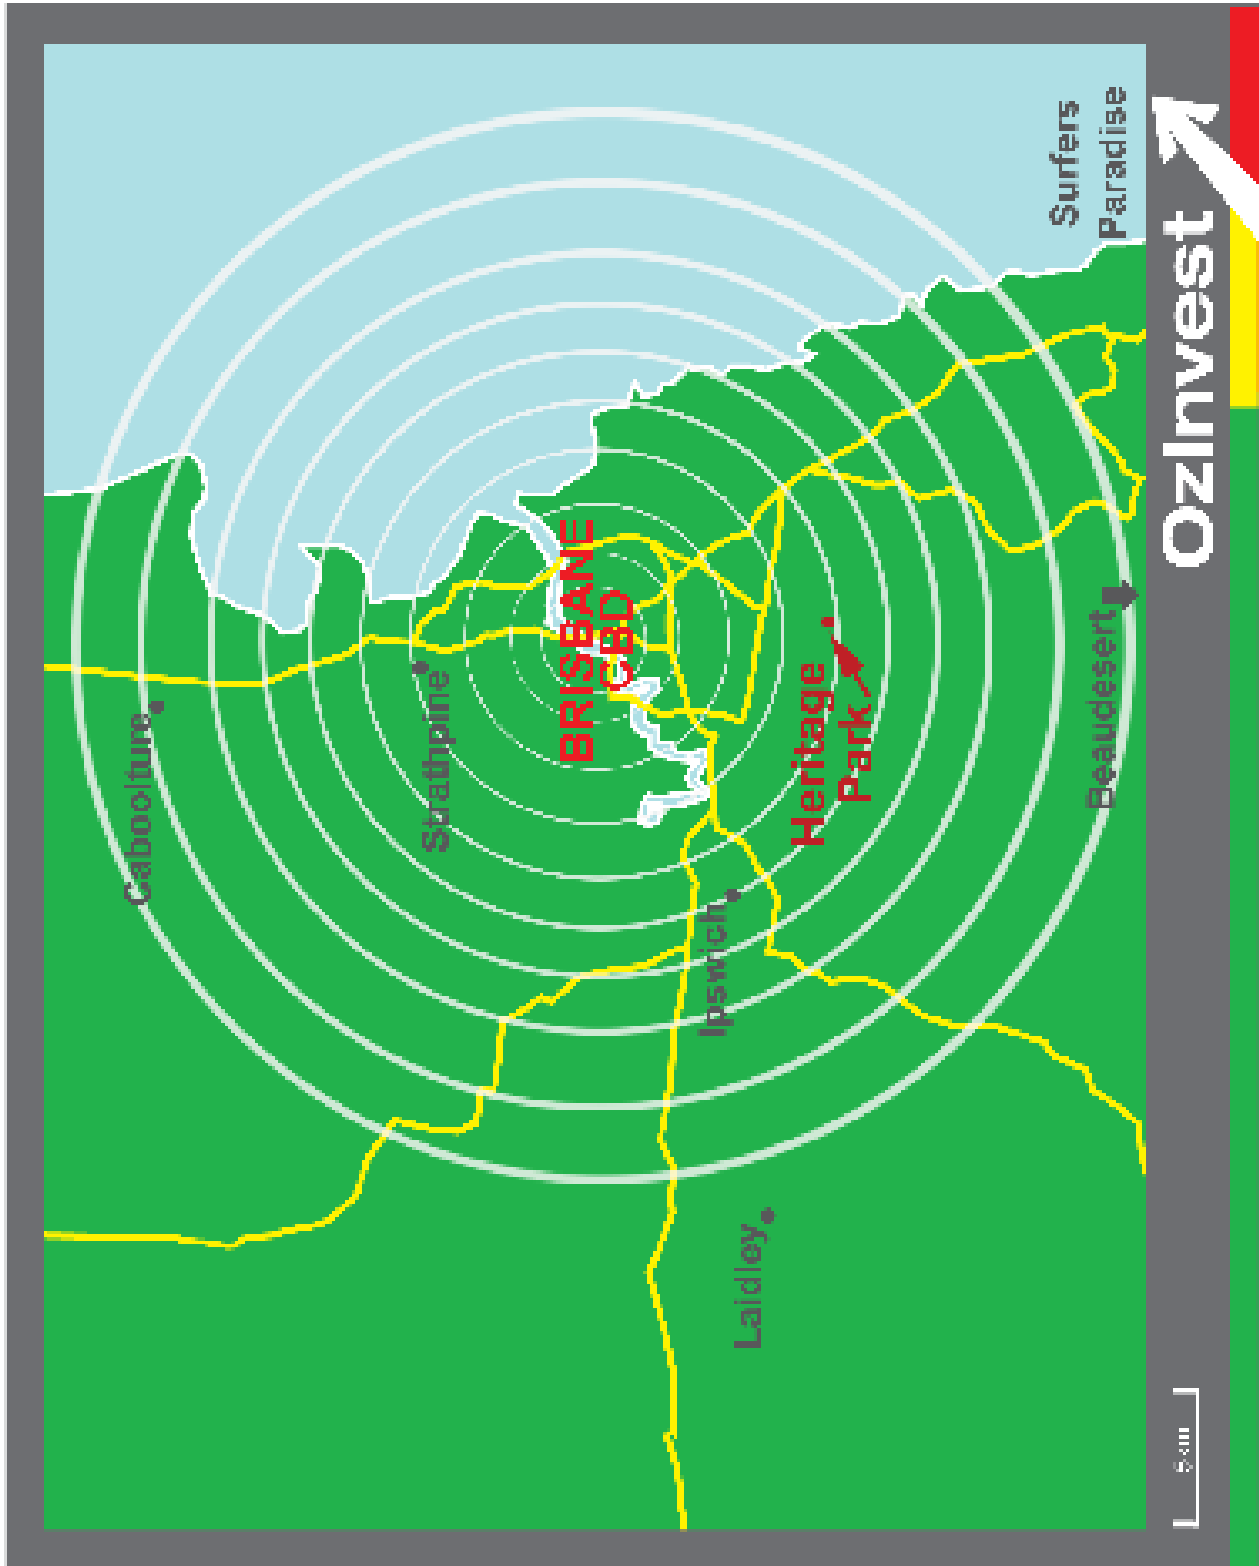 Caboolture
Strathpine
BRISBANE
CBD
Ipswich
Laidley
Heritage
Park
Beaudesert
Surfers
Paradise
OzInvest